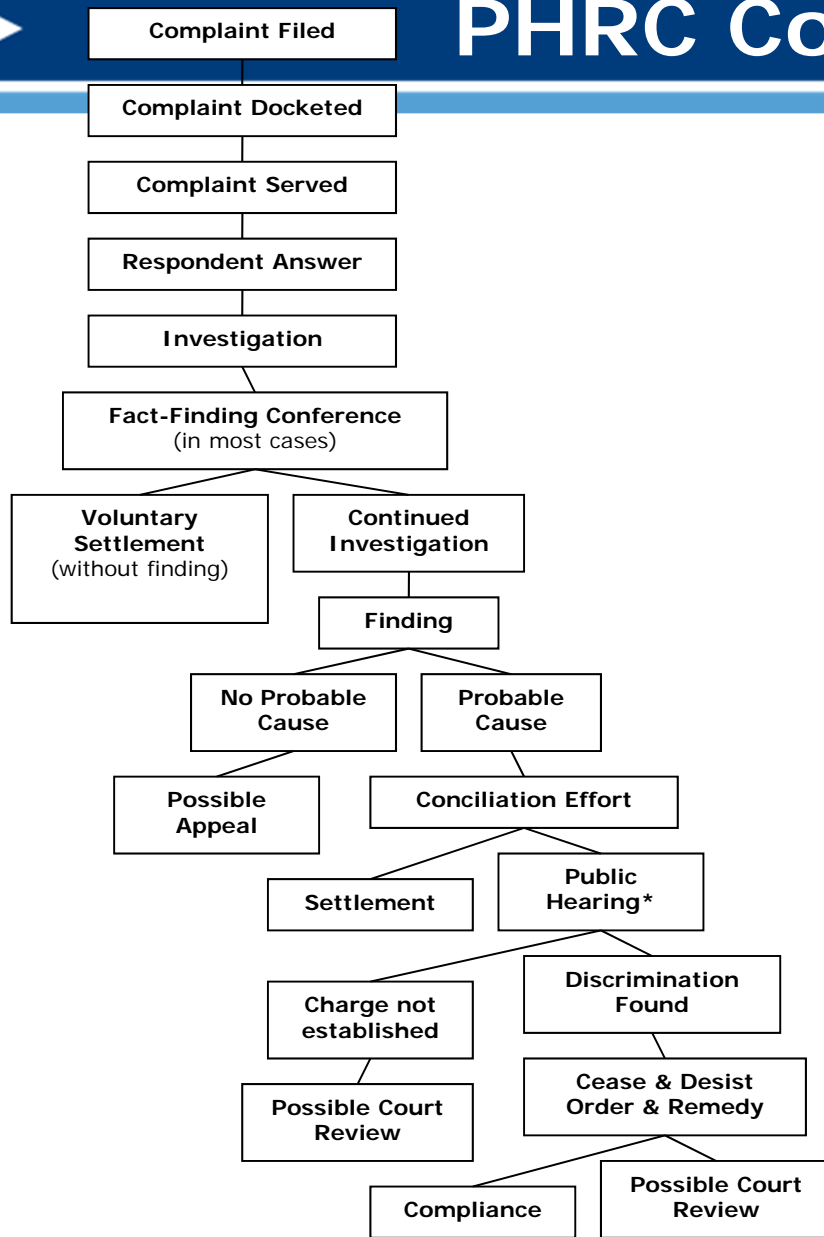 PHRC Co
Complaint Filed
Complaint Docketed
Complaint Served
Respondent Answer
Investigation
Fact-Finding Conference
(in most cases)
Voluntary
Settlement
(without finding)
Continued
Investigation
Finding
No Probable
Cause
Probable
Cause
Possible
Appeal
Conciliation Effort
Settlement
Public
Hearing*
Charge not
established
Discrimination
Found
Possible Court
Review
Cease & Desist
Order & Remedy
Compliance
Possible Court
Review